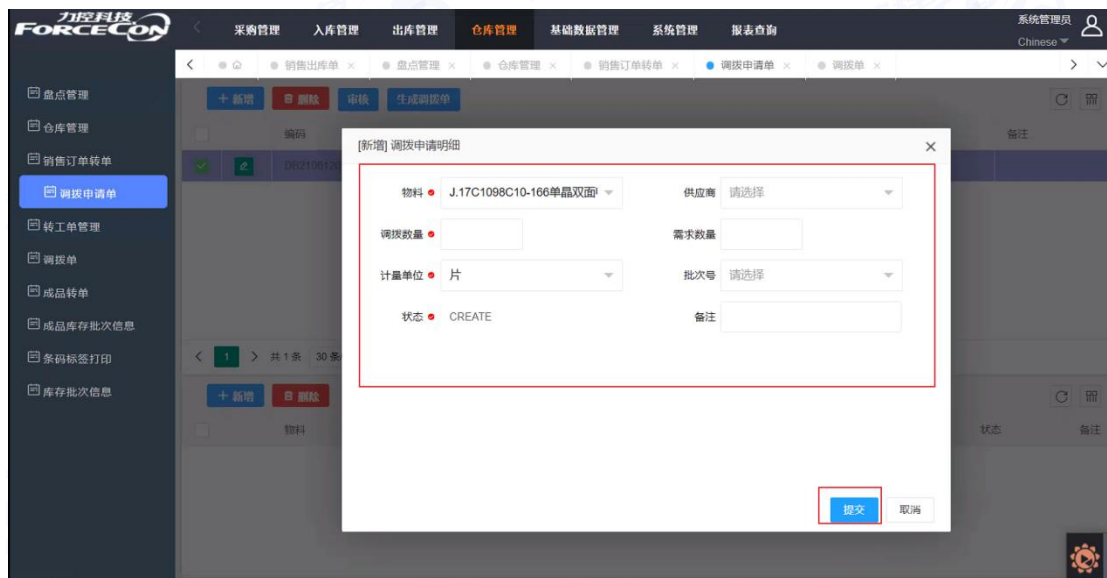 力控科技
FORCECON
采购管理 入库管理 出库管理 仓库管理 基础数据管理 系统管理 报表查询
系统管理员
Chinese
销售出库单 盘点管理 仓库管理 销售订单转单 调拨申请单 调拨单
盘点管理
仓库管理
销售订单转单
调拨申请单
转工单管理
调拨单
成品转单
成品库存批次信息
条码标签打印
库存批次信息
新增 删除 审核 生成调拨单
编码 备注
[新增] 调拨申请明细
物料 J.17C1098C10-166单晶双面 供应商 请选择
调拨数量 需求数量
计量单位 片 批次号 请选择
状态 CREATE 备注
1 共 1 条 30 条
新增 删除
物料 状态 备注
提交 取消